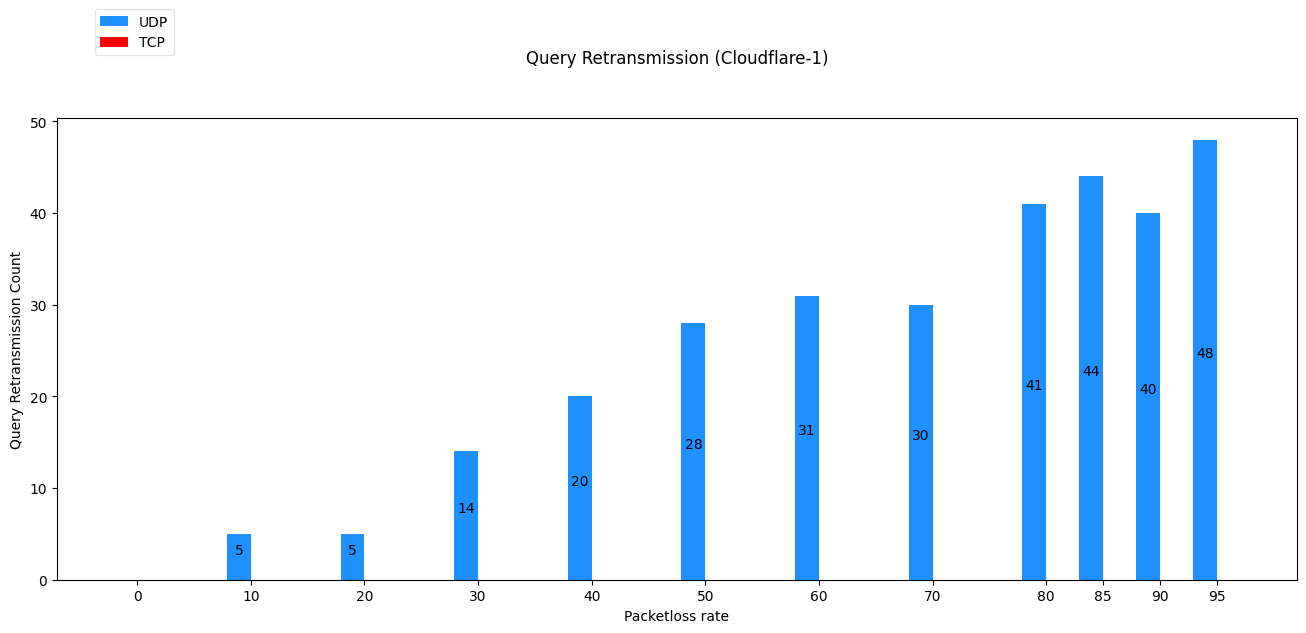 UDP
TCP
Query Retransmission (Cloudflare-1)
Query Retransmission Count
50
40
30
20
10
0
5
5
14
20
28
31
30
41
44
40
48
0 10 20 30 40 50 60 70 80 85 90 95
Packetloss rate